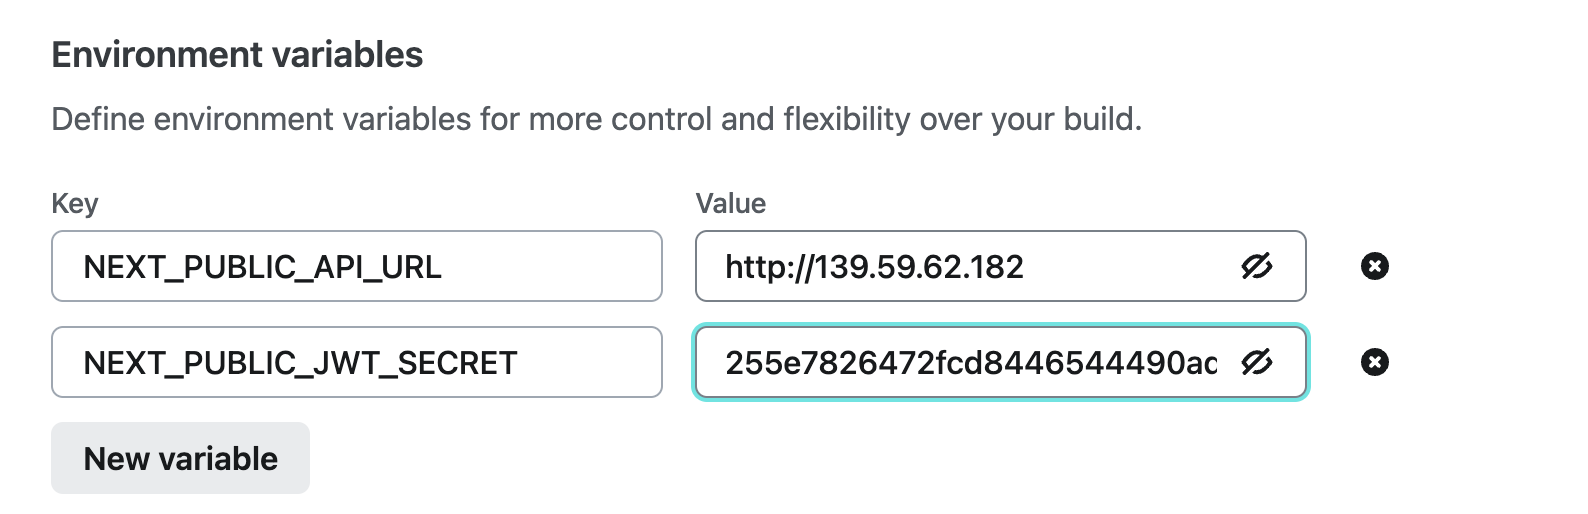 Environment variables
Define environment variables for more control and flexibility over your build.
Key Value
NEXT_PUBLIC_API_URL http://139.59.62.182
NEXT_PUBLIC_JWT_SECRET 255e7826472fcd8446544490ac
New variable